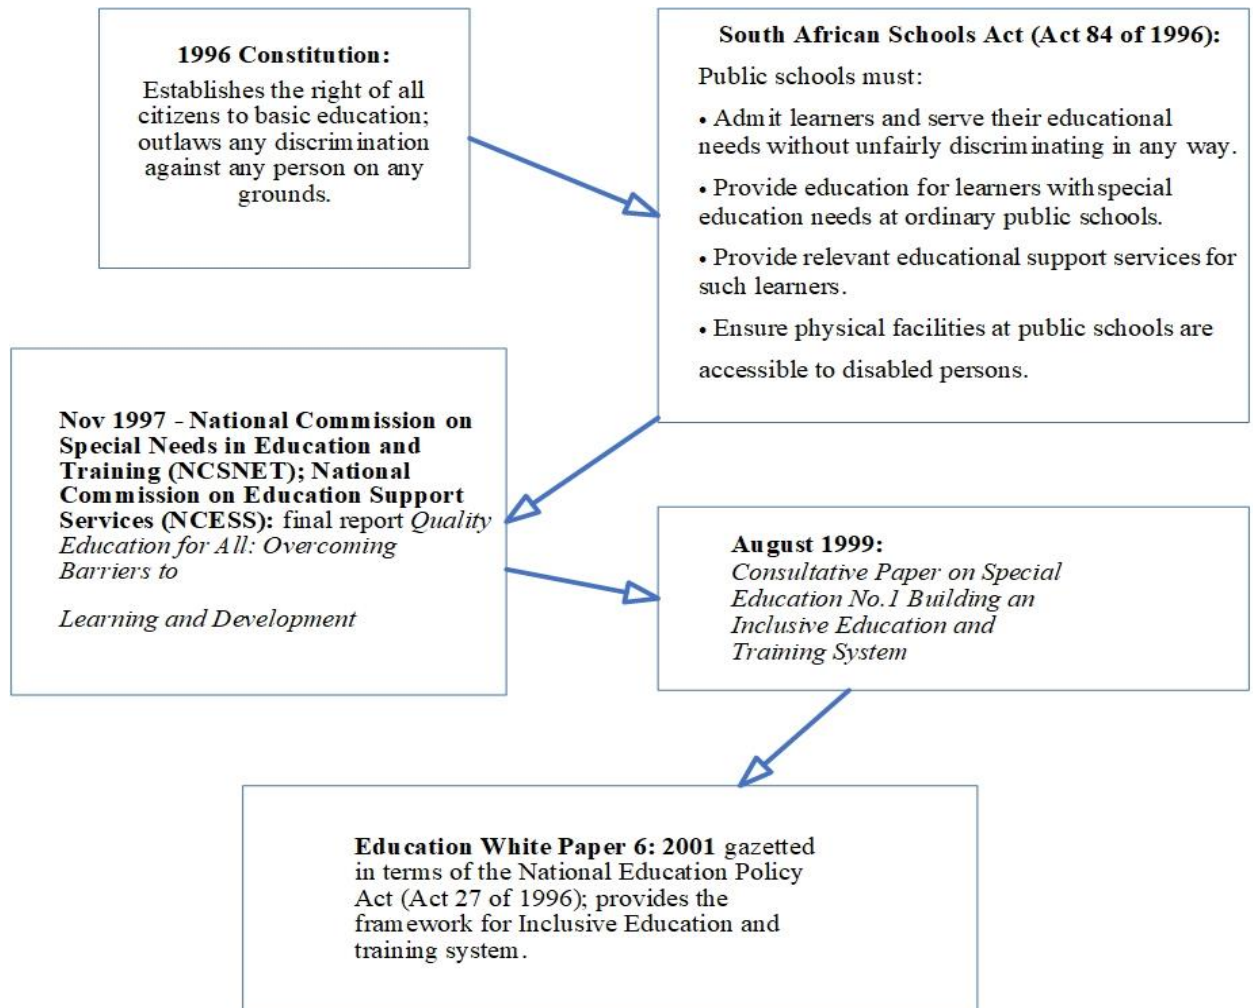 1996 Constitution:
Establishes the right of all
citizens to basic education;
outlaws any discrimination
against any person on any
grounds.
South African Schools Act (Act 84 of 1996):
Public schools must:
• Admit learners and serve their educational
needs without unfairly discriminating in any way.
• Provide education for learners withspecial
education needs at ordinary public schools.
• Provide relevant educational support services for
such learners.
• Ensure physical facilities at public schools are
accessible to disabled persons.
Nov 1997 - National Commission on
Special Needs in Education and
Training (NCSNET); National
Commission on Education Support
Services (NCESS): final report Quality
Education for All: Overcoming
Barriers to
Learning and Development
August 1999:
Consultative Paper on Special
Education No.1 Building an
Inclusive Education and
Training System
Education White Paper 6: 2001 gazetted
in terms of the National Education Policy
Act (Act 27 of 1996); provides the
framework for Inclusive Education and
training system.